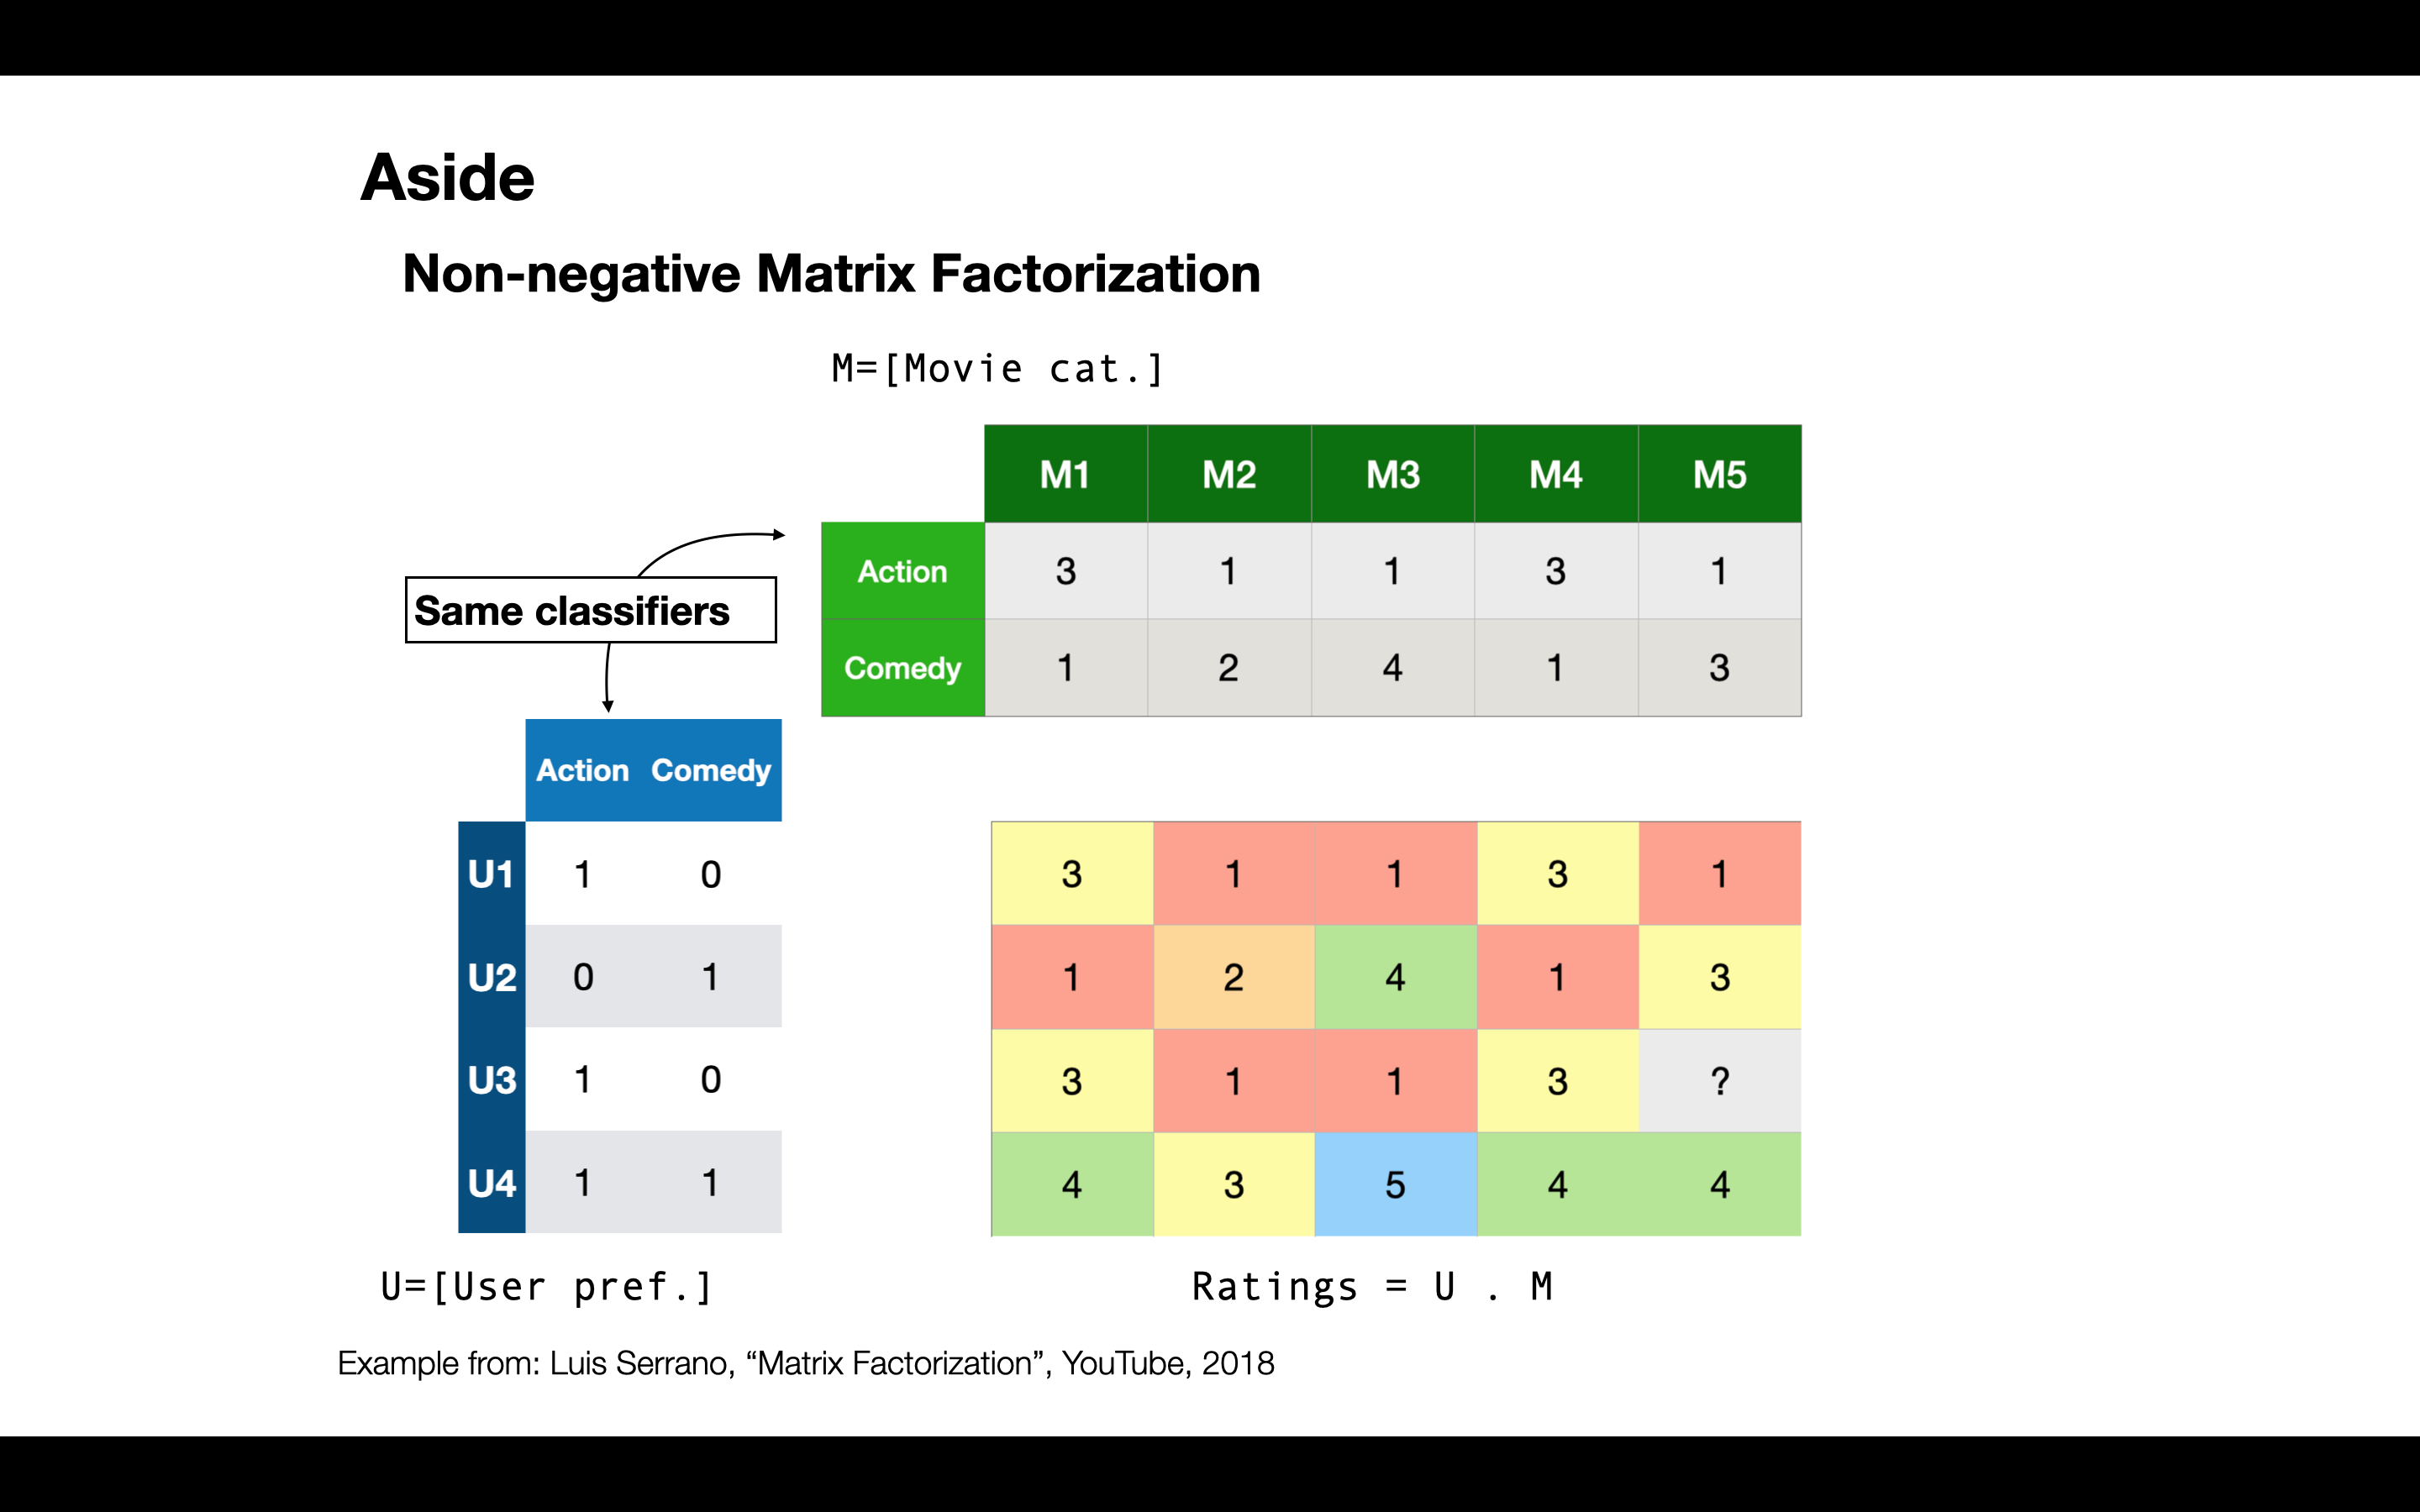 Aside
Non-negative Matrix Factorization
M=[Movie cat.]
M1 M2 M3 M4 M5
Action 3 1 1 3 1
Comedy 1 2 4 1 3
Same classifiers
Action Comedy
U1 1 0
U2 0 1
U3 1 0
U4 1 1
3 1 1 3 1
1 2 4 1 3
3 1 1 3 ?
4 3 5 4 4
U=[User pref.]
Ratings = U . M
Example from: Luis Serrano, “Matrix Factorization”, YouTube, 2018